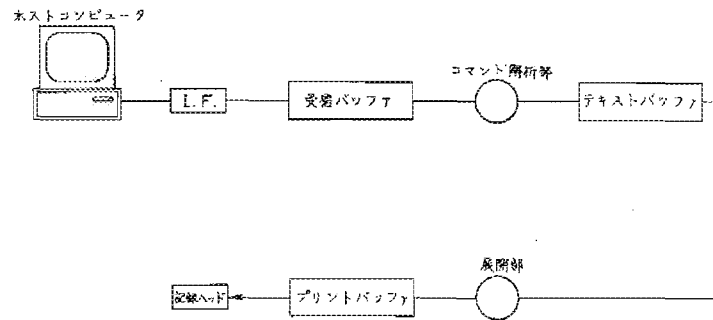 ホストコンピュータ
I.F.
受信バッファ
コマンド解析部
テキストバッファ
記録ヘッド
プリントバッファ
展開部